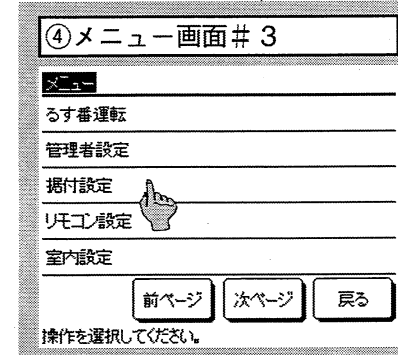 ④メニュー画面＃３
メニュー
るす番運転
管理者設定
据付設定
リモコン設定
室内設定
前ページ 次ページ 戻る
操作を選択してください。